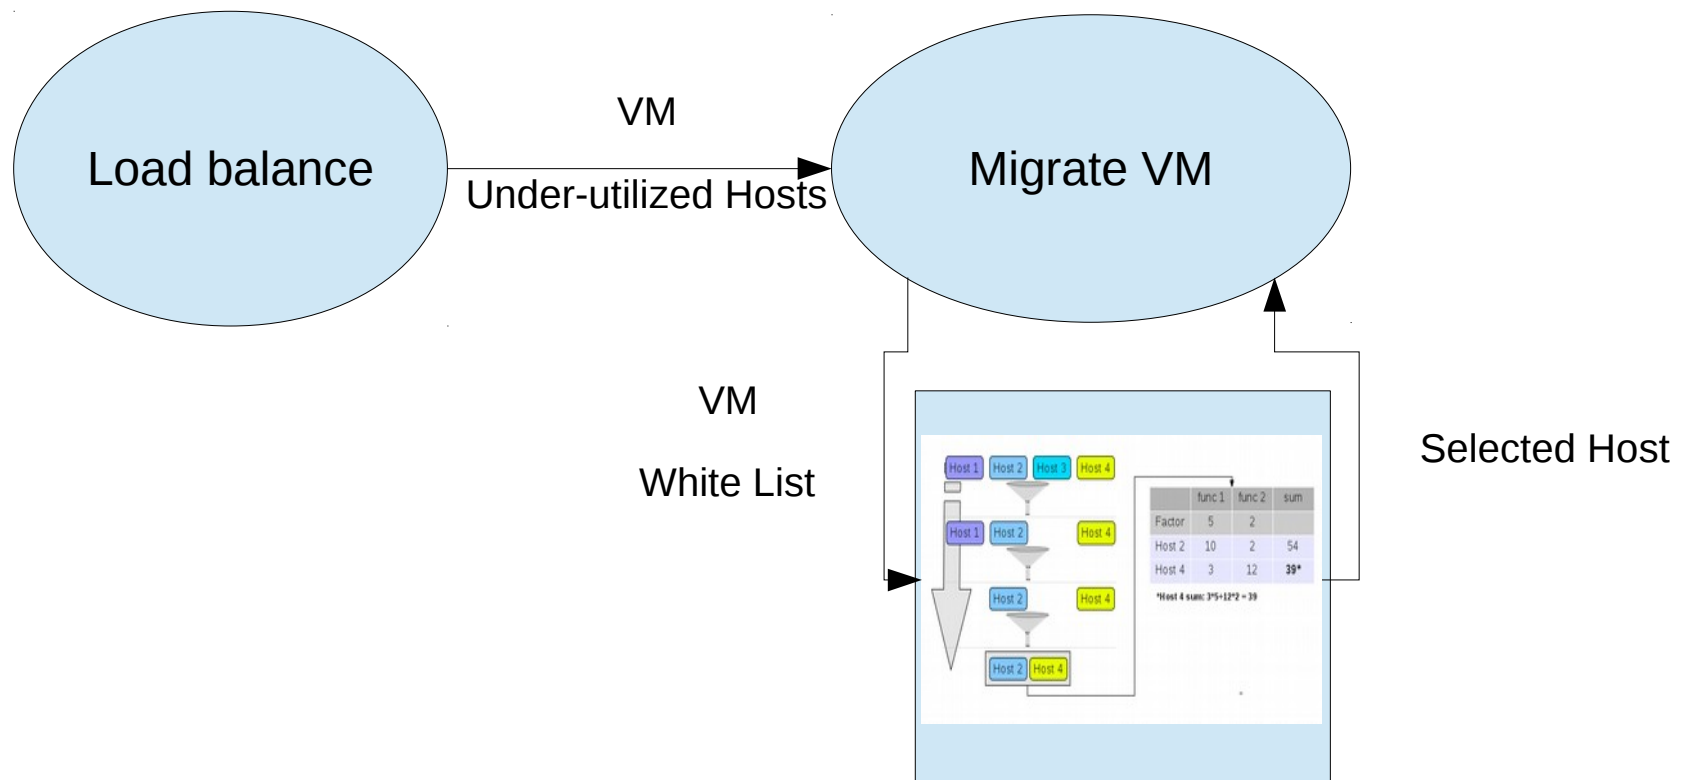 Load balance
VM
Under-utilized Hosts
Migrate VM
VM
White List
Selected Host
Host 1 Host 2 Host 3 Host 4
Host 1 Host 2 Host 4
Host 2 Host 4
Host 2 Host 4
func 1 func 2 sum
Factor 5 2
Host 2 10 2 54
Host 4 3 12 39*
*Host 4 sum: 3*5+12*2 = 39